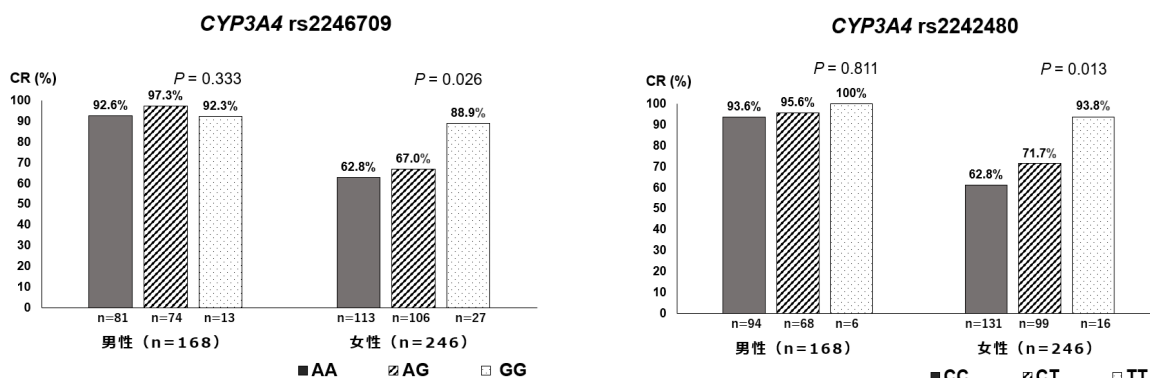 CYP3A4 rs2246709
CR (%)
P = 0.333
P = 0.026
100
90
80
70
60
50
40
30
20
10
0
92.6%
97.3%
92.3%
62.8%
67.0%
88.9%
n=81
n=74
n=13
n=113
n=106
n=27
男性（n=168）
女性（n=246）
AA
AG
GG
CYP3A4 rs2242480
CR (%)
P = 0.811
P = 0.013
100
90
80
70
60
50
40
30
20
10
0
93.6%
95.6%
100%
62.8%
71.7%
93.8%
n=94
n=68
n=6
n=131
n=99
n=16
男性（n=168）
女性（n=246）
CC
CT
TT